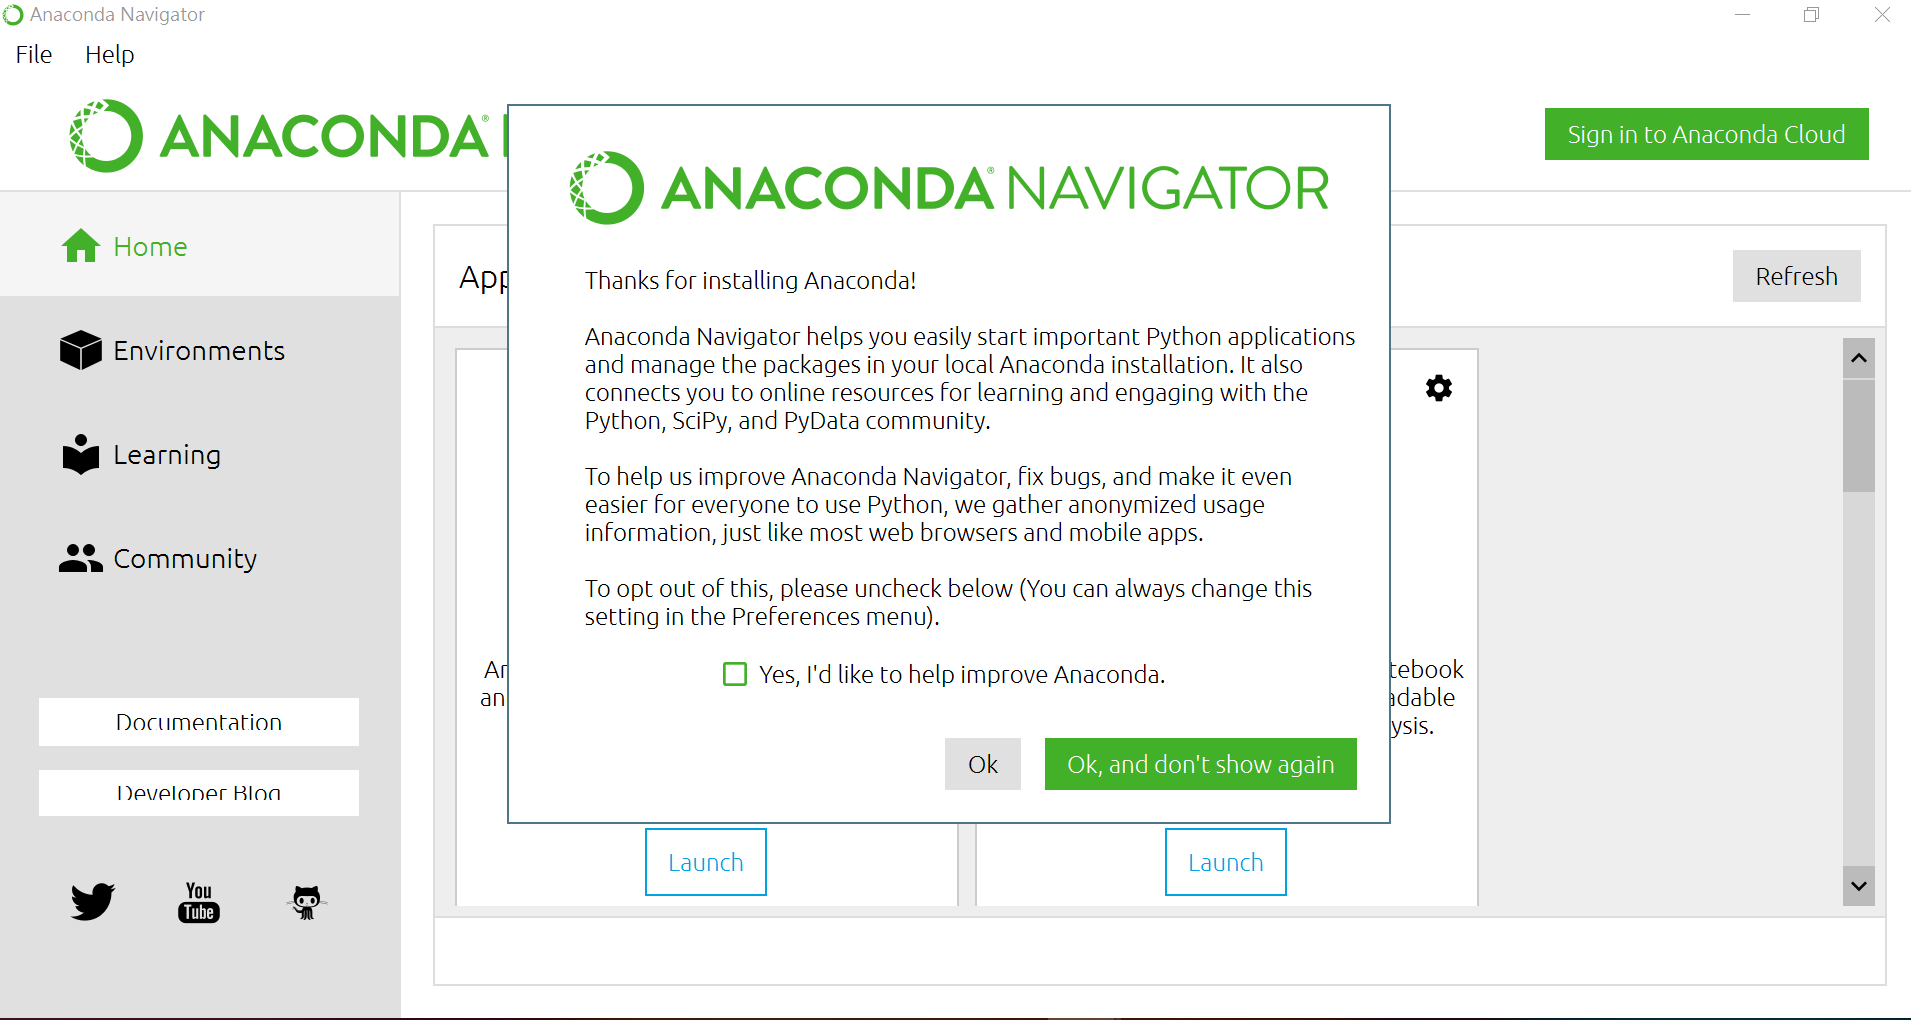 Anaconda Navigator
File Help
ANACONDA®
Sign in to Anaconda Cloud
ANACONDA® NAVIGATOR
Home
Environments
Learning
Community
Documentation
Developer Blog
You
Tube
App
Refresh
Thanks for installing Anaconda!
Anaconda Navigator helps you easily start important Python applications
and manage the packages in your local Anaconda installation. It also
connects you to online resources for learning and engaging with the
Python, SciPy, and PyData community.
To help us improve Anaconda Navigator, fix bugs, and make it even
easier for everyone to use Python, we gather anonymized usage
information, just like most web browsers and mobile apps.
To opt out of this, please uncheck below (You can always change this
setting in the Preferences menu).
Yes, I'd like to help improve Anaconda.
Ok
Ok, and don't show again
an
tebook
adable
ysis.
Launch
Launch